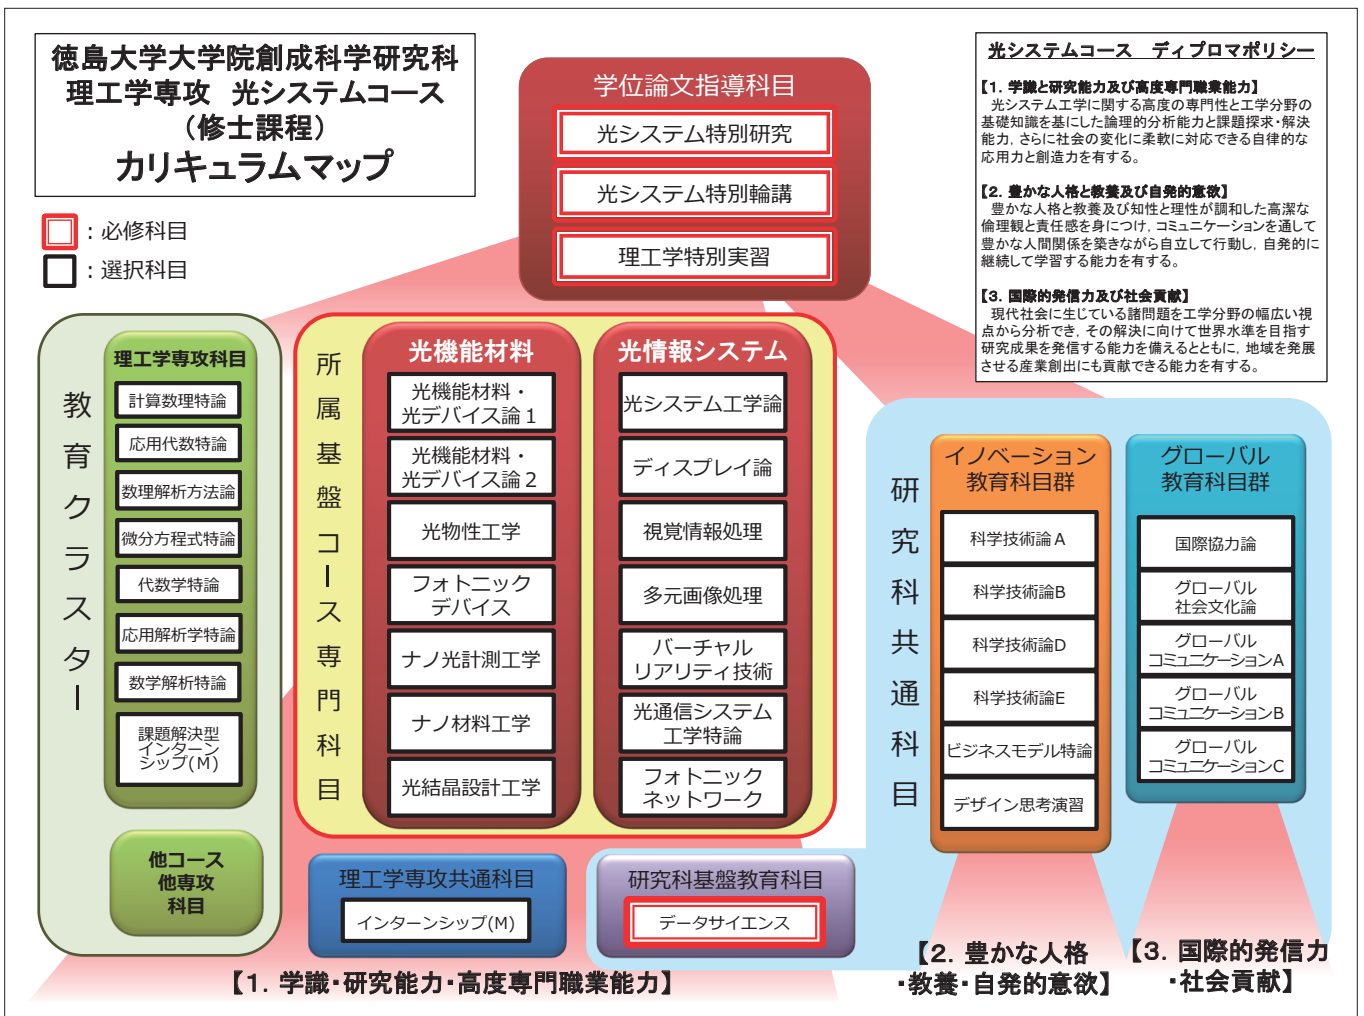 徳島大学大学院創成科学研究科
理工学専攻　光システムコース
（修士課程）
カリキュラムマップ
：必修科目
：選択科目
学位論文指導科目
光システム特別研究
光システム特別輪講
理工学特別実習
光システムコース　ディプロマポリシー
【1．学識と研究能力及び高度専門職業能力】
光システム工学に関する高度の専門性と工学分野の
基礎知識を基にした論理的分析能力と課題探求・解決
能力，さらに社会の変化に柔軟に対応できる自律的な
応用力と創造力を有する。
【2．豊かな人格と教養及び自発的意欲】
豊かな人格と教養及び知性と理性が調和した高潔な
倫理観と責任感を身につけ，コミュニケーションを通して
豊かな人間関係を築きながら自立して行動し，自発的に
継続して学習する能力を有する。
【3．国際的発信力及び社会貢献】
現代社会に生じている諸問題を工学分野の幅広い視
点から分析でき，その解決に向けて世界水準を目指す
研究成果を発信する能力を備えるとともに，地域を発展
させる産業創出にも貢献できる能力を有する。
教育クラスター
理工学専攻科目
計算数理特論
応用代数特論
数理解析方法論
微分方程式特論
代数学特論
応用解析学特論
数学解析特論
課題解決型
インターン
シップ(M)
他コース
他専攻
科目
所属基盤コース専門科目
光機能材料
光機能材料・
光デバイス論１
光機能材料・
光デバイス論２
光物性工学
フォトニック
デバイス
ナノ光計測工学
ナノ材料工学
光結晶設計工学
光情報システム
光システム工学論
ディスプレイ論
視覚情報処理
多元画像処理
バーチャル
リアリティ技術
光通信システム
工学特論
フォトニック
ネットワーク
理工学専攻共通科目
インターンシップ(M)
研究科基盤教育科目
データサイエンス
研究科共通科目
イノベーション
教育科目群
科学技術論A
科学技術論B
科学技術論D
科学技術論E
ビジネスモデル特論
デザイン思考演習
グローバル
教育科目群
国際協力論
グローバル
社会文化論
グローバル
コミュニケーションA
グローバル
コミュニケーションB
グローバル
コミュニケーションC
【1．学識・研究能力・高度専門職業能力】
【2．豊かな人格
・教養・自発的意欲】
【3．国際的発信力
・社会貢献】